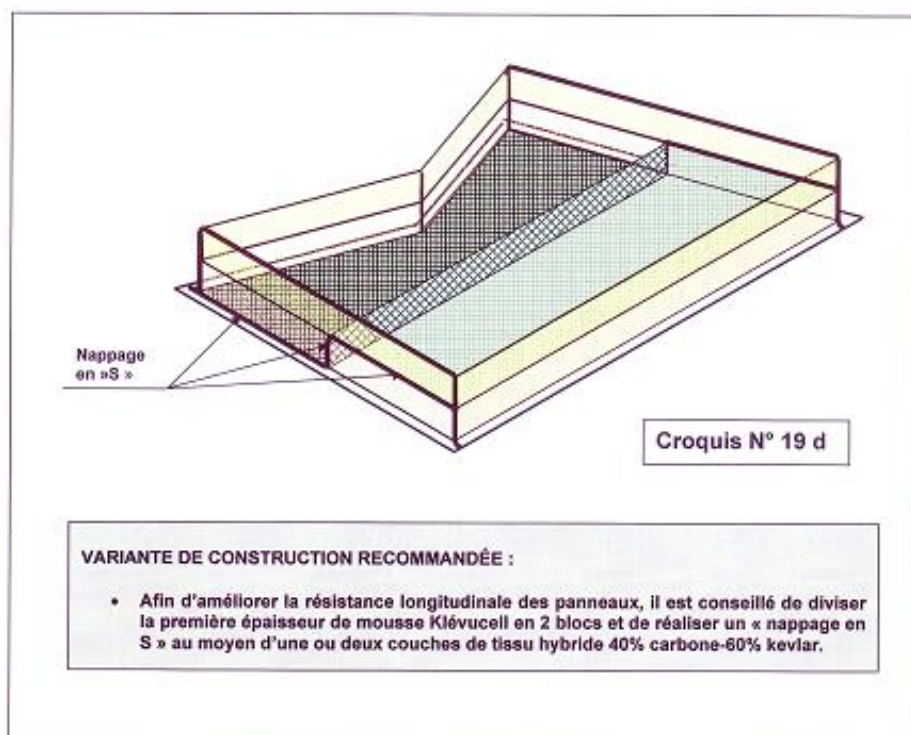 Nappage
en »S »
Croquis N° 19 d
VARIANTE DE CONSTRUCTION RECOMMANDÊE :
• Afin d'améliorer la résistance longitudinale des panneaux, il est conseillé de diviser
la première épaisseur de mousse Klévucell en 2 blocs et de réaliser un « nappage en
S » au moyen d'une ou deux couches de tissu hybride 40% carbone-60% kevlar.